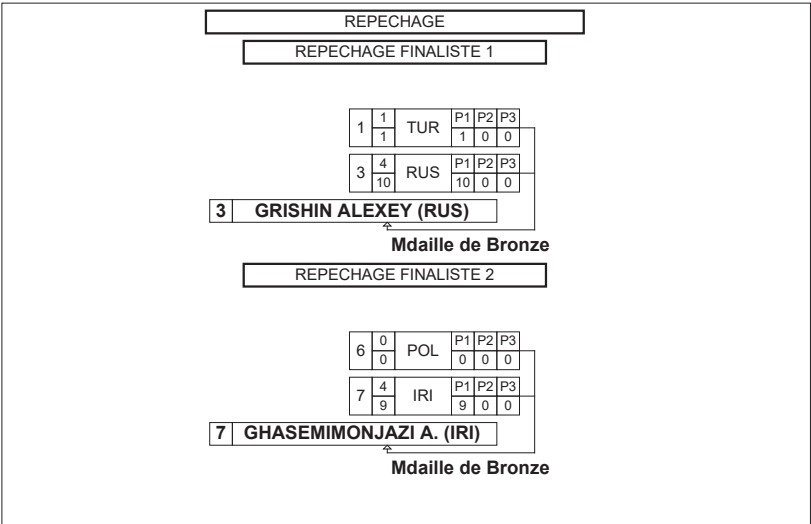 REPECHAGE
REPECHAGE FINALISTE 1
1 1 TUR P1 P2 P3
1 1 0 0
3 4 RUS P1 P2 P3
10 10 0 0
3 GRISHIN ALEXEY (RUS)
Mdaille de Bronze
REPECHAGE FINALISTE 2
6 0 POL P1 P2 P3
0 0 0 0
7 4 IRI P1 P2 P3
9 9 0 0
7 GHASEMIMONJAZI A. (IRI)
Mdaille de Bronze